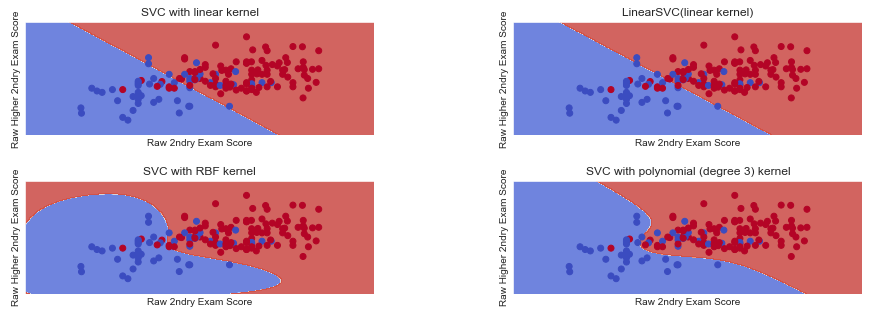 SVC with linear kernel
Raw Higher 2ndry Exam Score
Raw 2ndry Exam Score
LinearSVC(linear kernel)
Raw Higher 2ndry Exam Score
Raw 2ndry Exam Score
SVC with RBF kernel
Raw Higher 2ndry Exam Score
Raw 2ndry Exam Score
SVC with polynomial (degree 3) kernel
Raw Higher 2ndry Exam Score
Raw 2ndry Exam Score